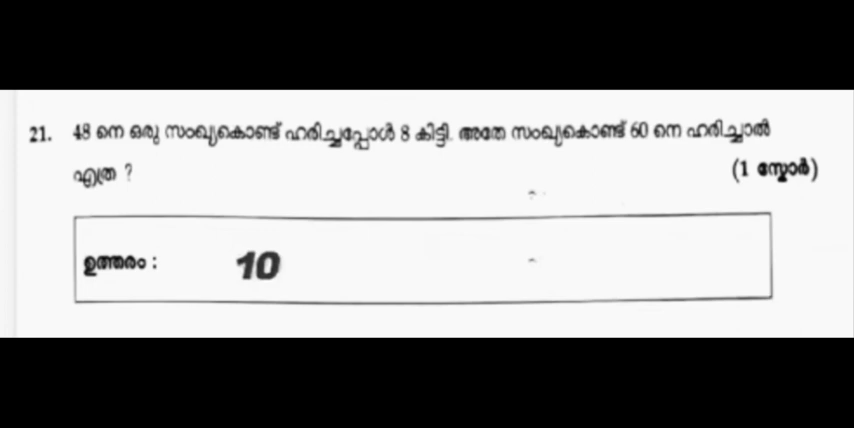 21. 48 നെ ഒരു സംഖ്യകൊണ്ട് ഹരിച്ചപ്പോൾ 8 കിട്ടി. അതേ സംഖ്യകൊണ്ട് 60 നെ ഹരിച്ചാൽ
എത്ര ? (1 സ്കോർ)
ഉത്തരം : 10